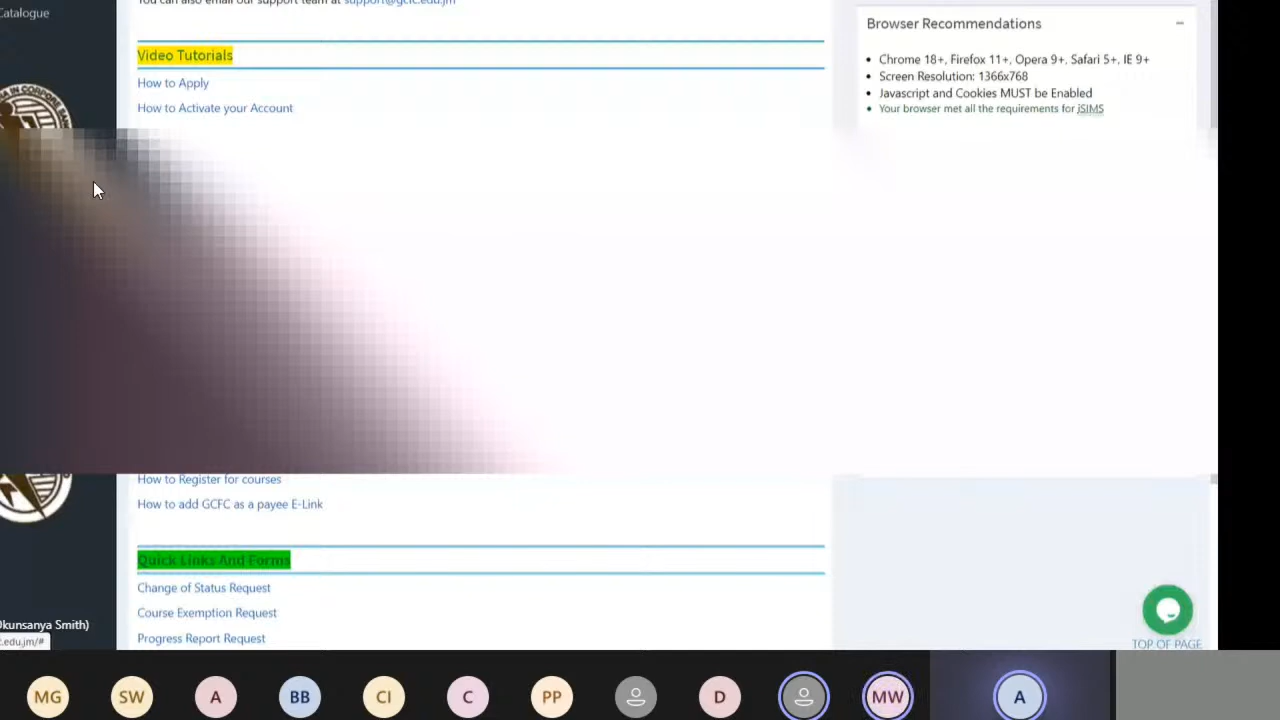 Catalogue
You can also email our support team at support@gcfc.edu.jm
Video Tutorials
How to Apply
How to Activate your Account
Browser Recommendations
Chrome 18+, Firefox 11+, Opera 9+, Safari 5+, IE 9+
Screen Resolution: 1366x768
Javascript and Cookies MUST be Enabled
Your browser met all the requirements for jSIMS
How to Register for courses
How to add GCFC as a payee E-Link
Quick Links And Forms
Change of Status Request
Course Exemption Request
Progress Report Request
TOP OF PAGE
Okunsanya Smith)
.edu.jm/#
MG SW A BB CI C PP D MW A